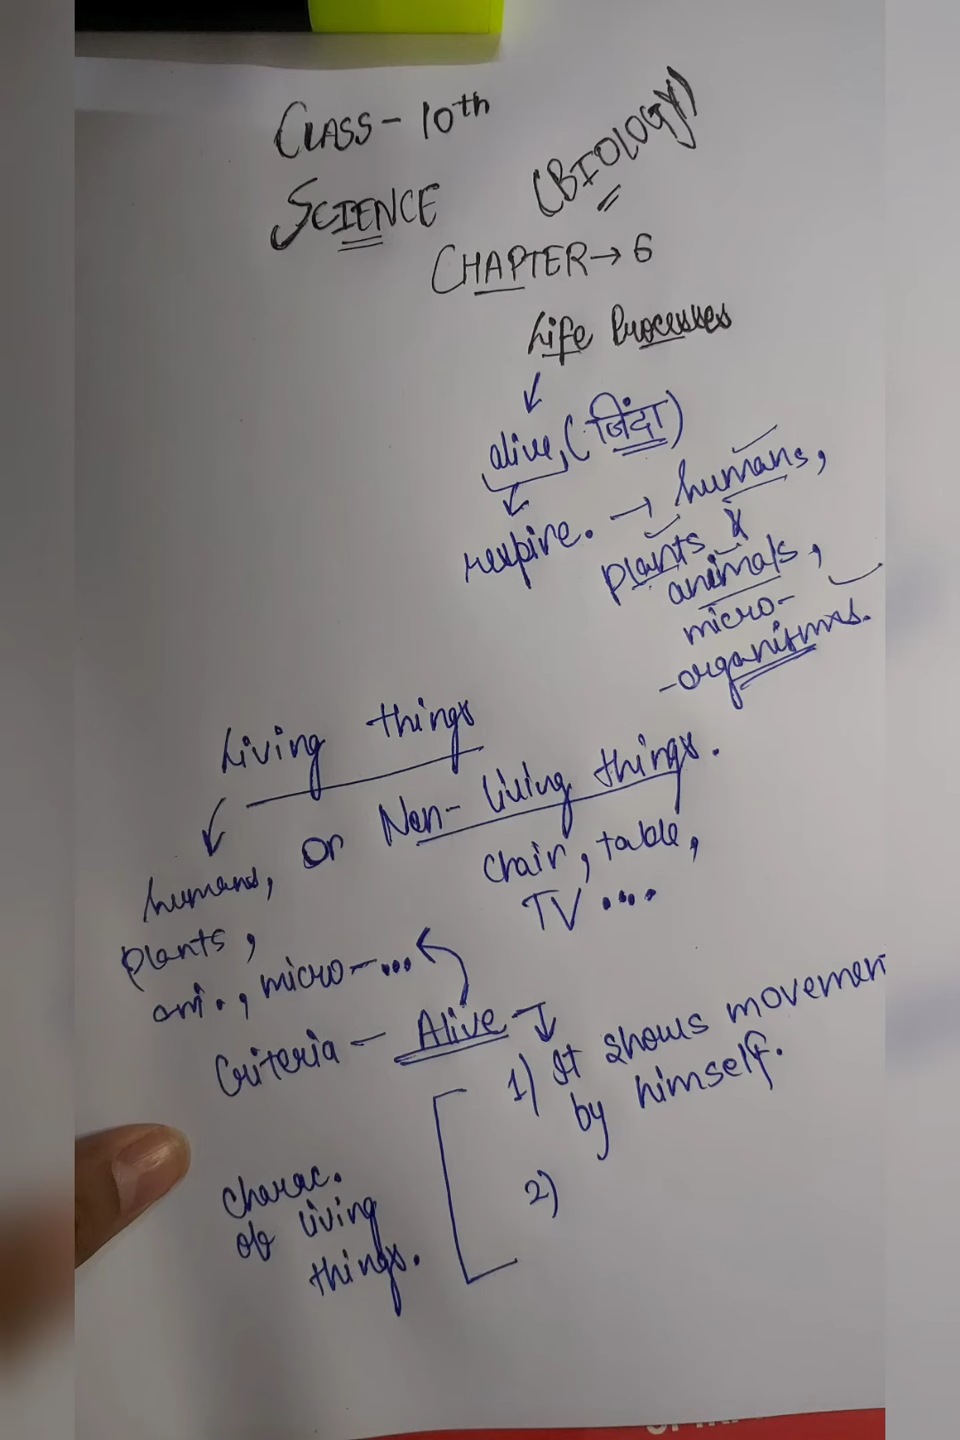 CLASS - 10th
SCIENCE (BIOLOGY)
CHAPTER → 6
Life Processes
alive, (जिंदा)
respire. → humans,
plants &
animals,
micro-
-organisms.
Living things
or Non-living things.
humans,
plants,
ani., micro-...
chair, table,
TV ....
Criteria - Alive →
1) It shows movemen
by himself.
2)
charac.
of living
things.